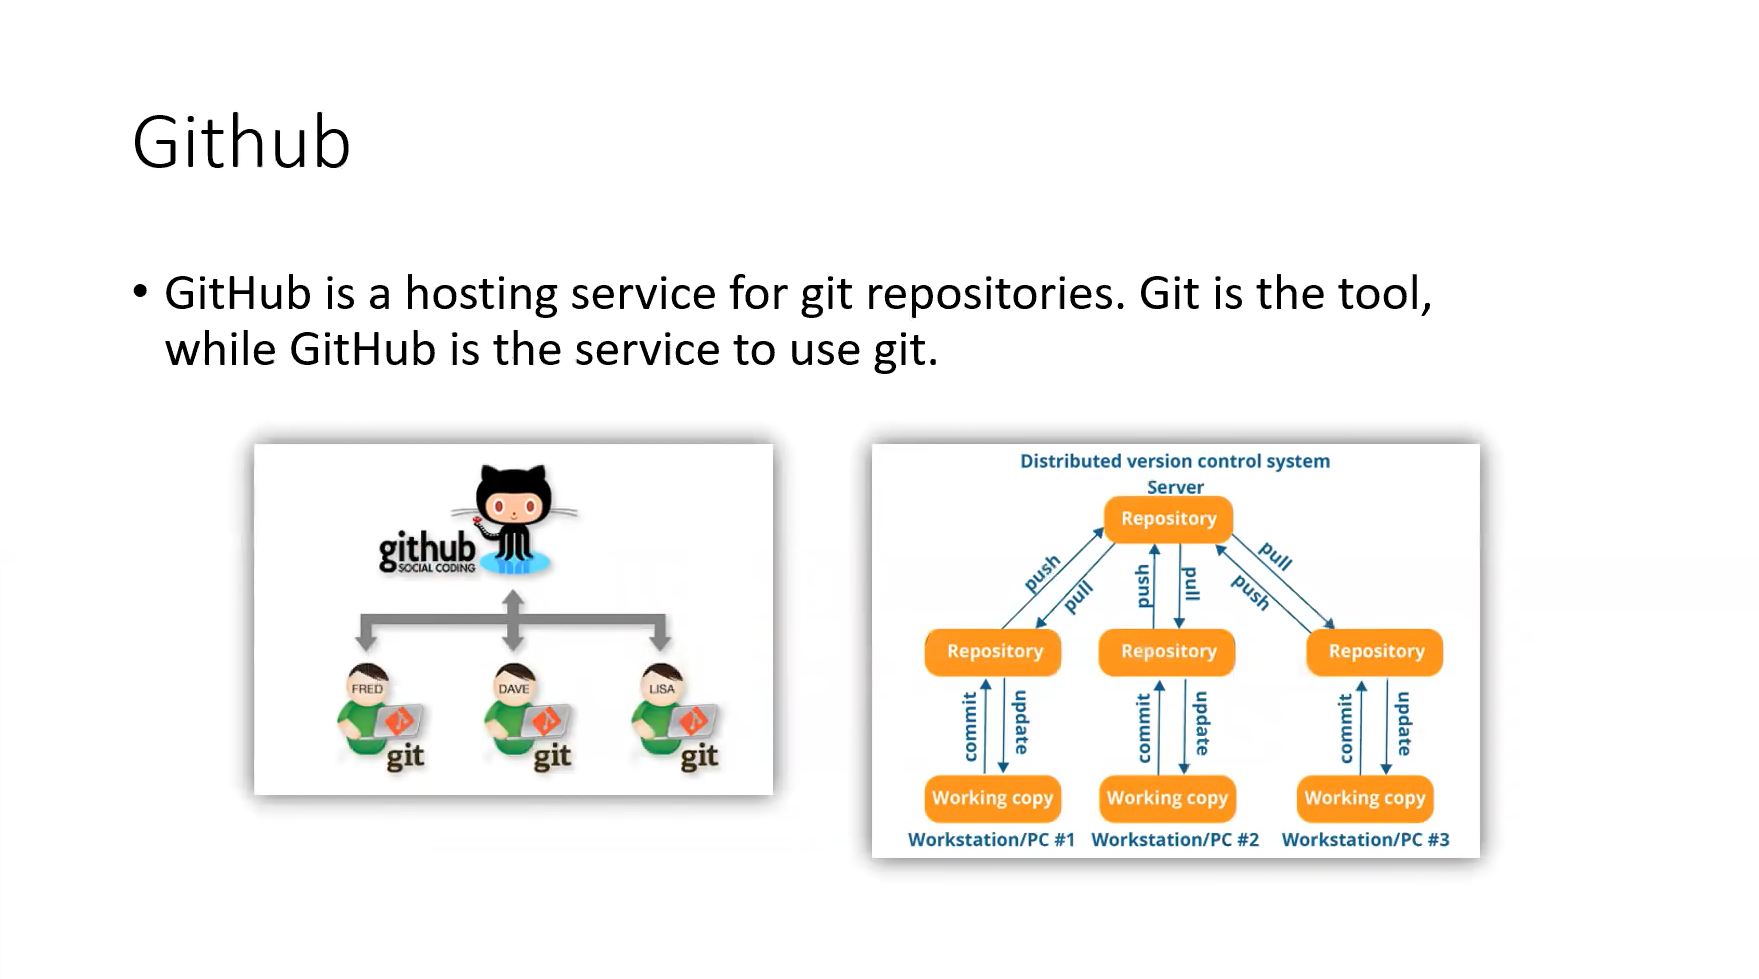 Github
• GitHub is a hosting service for git repositories. Git is the tool,
while GitHub is the service to use git.
github
SOCIAL CODING
FRED
DAVE
LISA
git
git
git
Distributed version control system
Server
Repository
push
pull
push
pull
push
pull
Repository
Repository
Repository
commit
update
commit
update
commit
update
Working copy
Working copy
Working copy
Workstation/PC #1
Workstation/PC #2
Workstation/PC #3